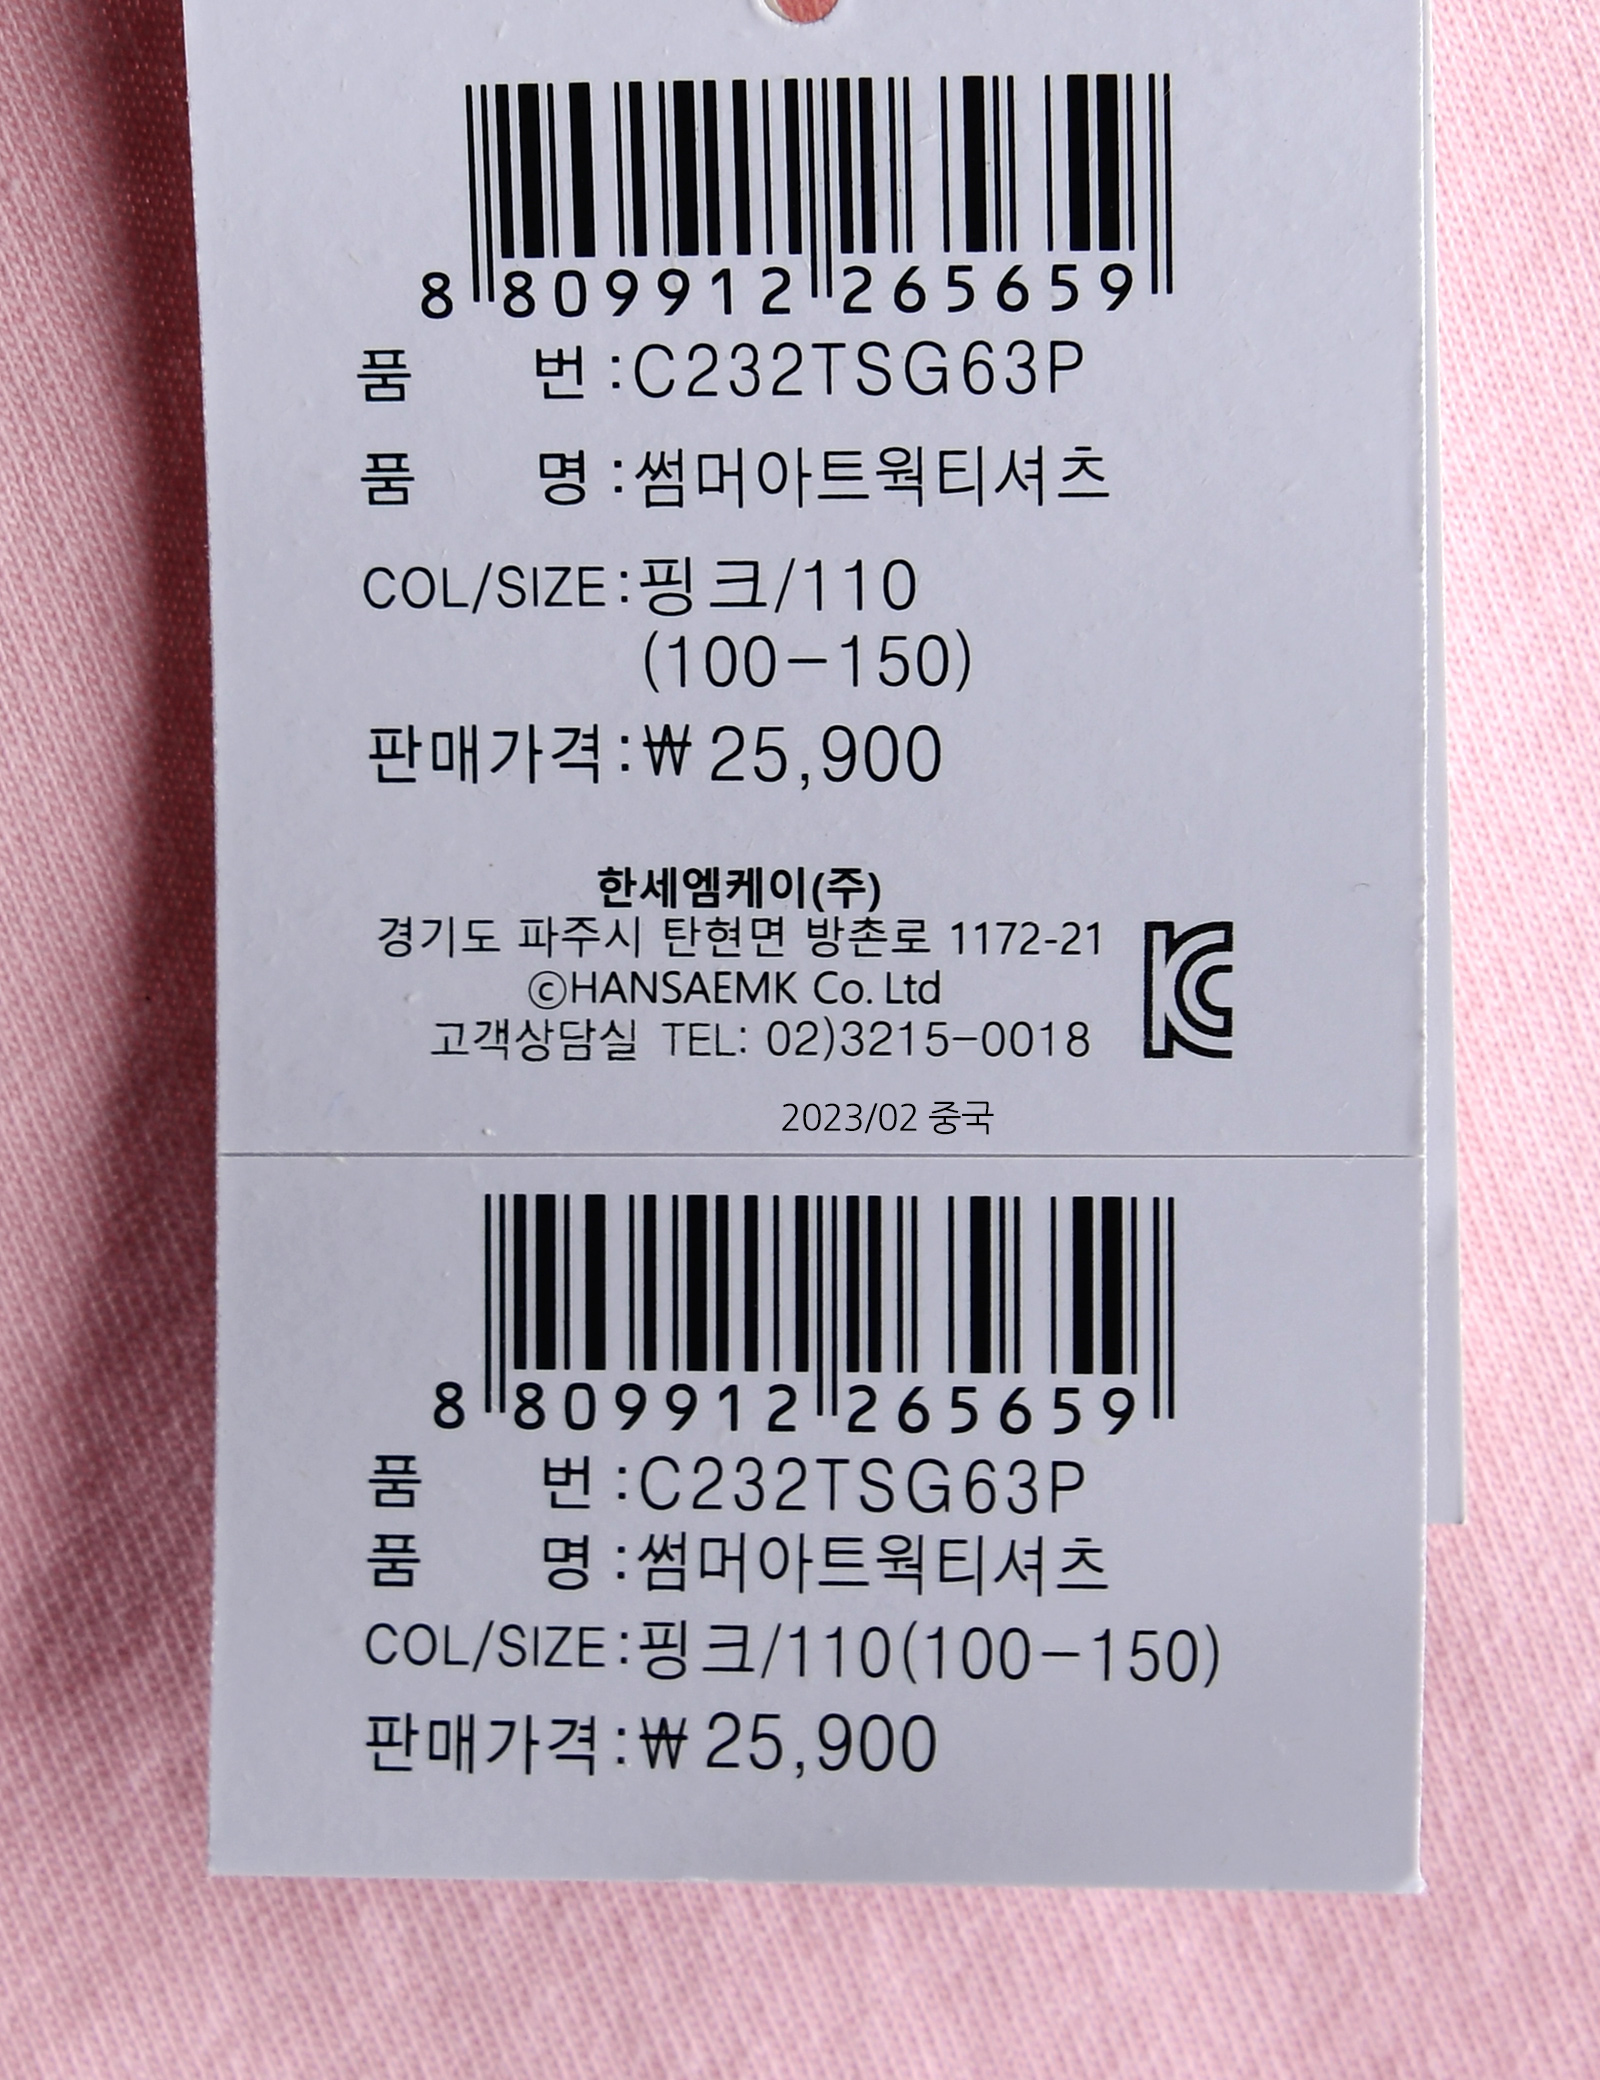 8 809912 265659
품 번 :C232TSG63P
품 명 :썸머아트웍티셔츠
COL/SIZE:핑크/110
(100-150)
판매가격:₩25,900
한세엠케이(주)
경기도 파주시 탄현면 방촌로 1172-21
ⓒHANSAEMK Co. Ltd
고객상담실 TEL: 02)3215-0018
2023/02 중국
8 809912 265659
품 번 :C232TSG63P
품 명 :썸머아트웍티셔츠
COL/SIZE:핑크/110(100-150)
판매가격:₩25,900